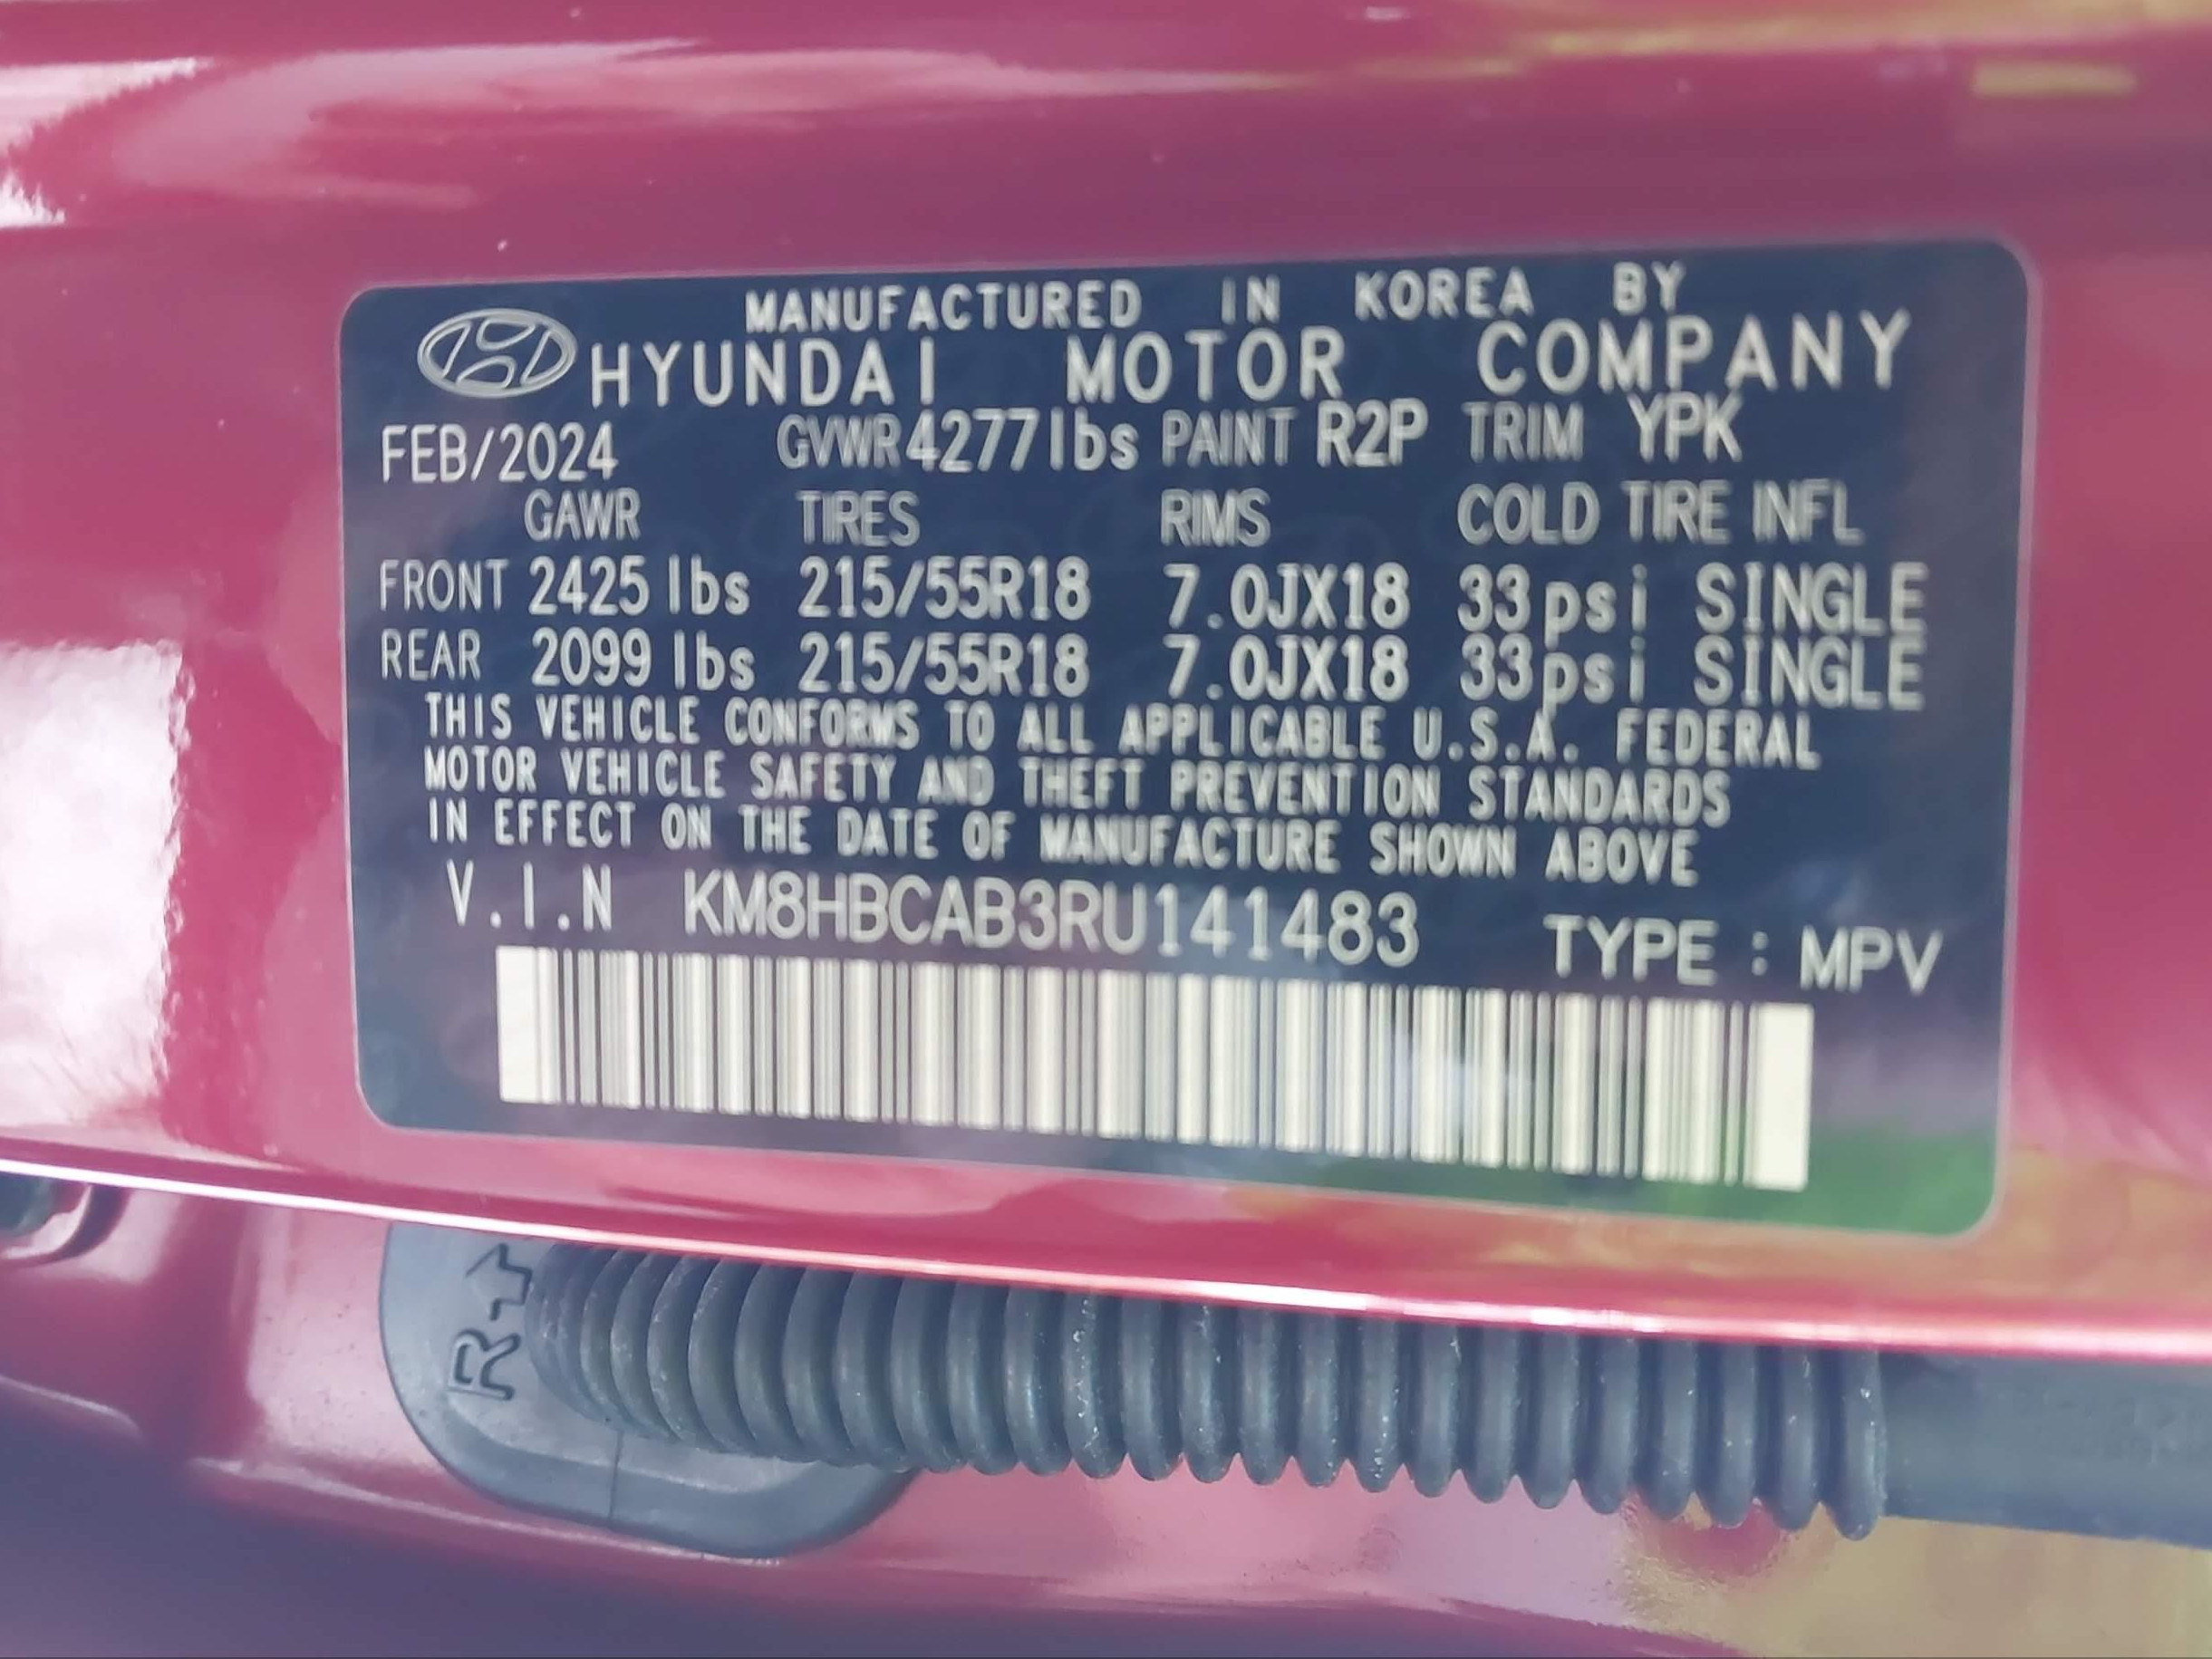 MANUFACTURED IN KOREA BY
HYUNDAI MOTOR COMPANY
FEB/2024 GVWR 4277lbs PAINT R2P TRIM YPK
GAWR TIRES RIMS COLD TIRE INFL
FRONT 2425 lbs 215/55R18 7.0JX18 33psi SINGLE
REAR 2099 lbs 215/55R18 7.0JX18 33psi SINGLE
THIS VEHICLE CONFORMS TO ALL APPLICABLE U.S.A. FEDERAL
MOTOR VEHICLE SAFETY AND THEFT PREVENTION STANDARDS
IN EFFECT ON THE DATE OF MANUFACTURE SHOWN ABOVE
V.I.N KM8HBCAB3RU141483 TYPE : MPV
R